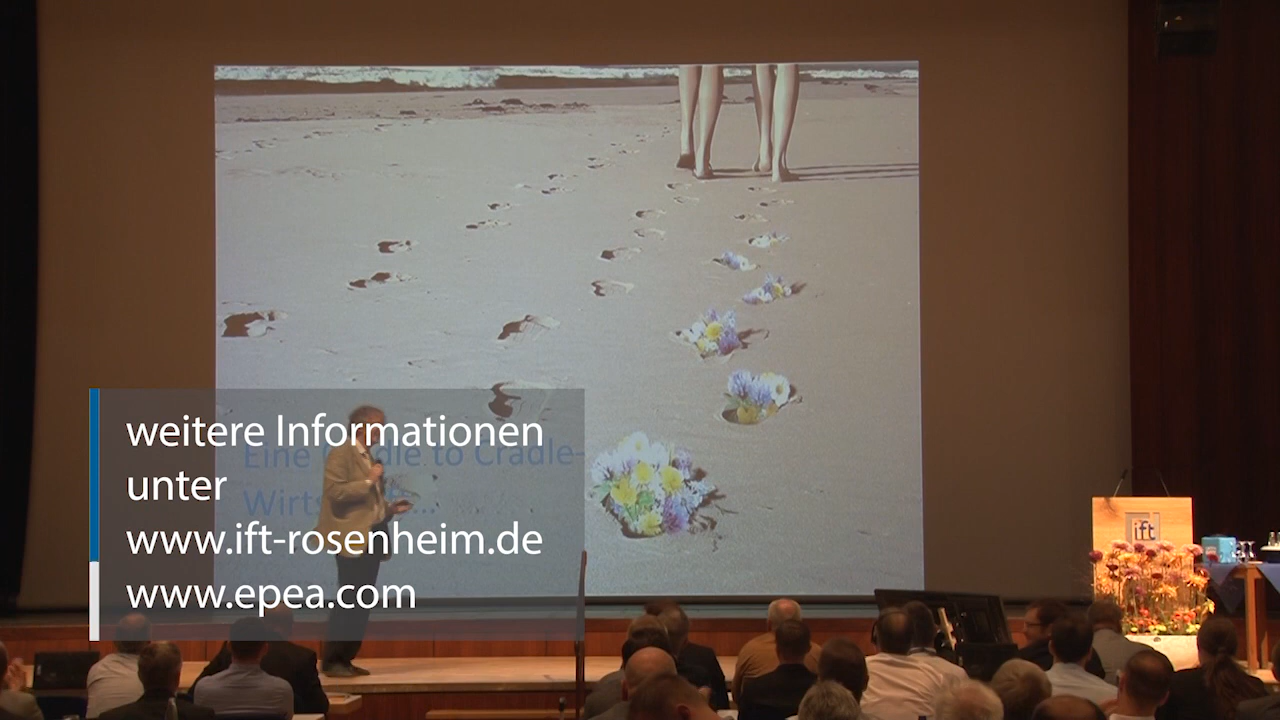 weitere Informationen
unter
www.ift-rosenheim.de
www.epea.com
Eine to Cradle
ift